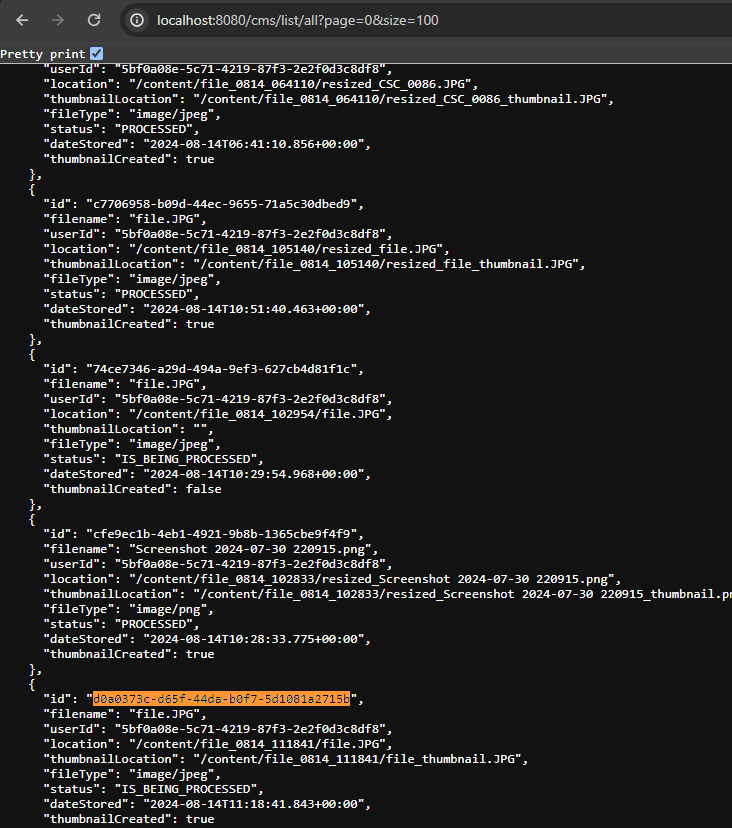 localhost:8080/cms/list/all?page=0&size=100
Pretty print
"userId": "5bf0a08e-5c71-4219-87f3-2e2f0d3c8df8",
"location": "/content/file_0814_064110/resized_CSC_0086.JPG",
"thumbnailLocation": "/content/file_0814_064110/resized_CSC_0086_thumbnail.JPG",
"fileType": "image/jpeg",
"status": "PROCESSED",
"dateStored": "2024-08-14T06:41:10.856+00:00",
"thumbnailCreated": true
},
{
"id": "c7706958-b09d-44ec-9655-71a5c30dbed9",
"filename": "file.JPG",
"userId": "5bf0a08e-5c71-4219-87f3-2e2f0d3c8df8",
"location": "/content/file_0814_105140/resized_file.JPG",
"thumbnailLocation": "/content/file_0814_105140/resized_file_thumbnail.JPG",
"fileType": "image/jpeg",
"status": "PROCESSED",
"dateStored": "2024-08-14T10:51:40.463+00:00",
"thumbnailCreated": true
},
{
"id": "74ce7346-a29d-494a-9ef3-627cb4d81f1c",
"filename": "file.JPG",
"userId": "5bf0a08e-5c71-4219-87f3-2e2f0d3c8df8",
"location": "/content/file_0814_102954/file.JPG",
"thumbnailLocation": "",
"fileType": "image/jpeg",
"status": "IS_BEING_PROCESSED",
"dateStored": "2024-08-14T10:29:54.968+00:00",
"thumbnailCreated": false
},
{
"id": "cfe9ec1b-4eb1-4921-9b8b-1365cbe9f4f9",
"filename": "Screenshot 2024-07-30 220915.png",
"userId": "5bf0a08e-5c71-4219-87f3-2e2f0d3c8df8",
"location": "/content/file_0814_102833/resized_Screenshot 2024-07-30 220915.png",
"thumbnailLocation": "/content/file_0814_102833/resized_Screenshot 2024-07-30 220915_thumbnail.pn
"fileType": "image/png",
"status": "PROCESSED",
"dateStored": "2024-08-14T10:28:33.775+00:00",
"thumbnailCreated": true
},
{
"id": "d0a0373c-d65f-44da-b0f7-5d1081a2715b",
"filename": "file.JPG",
"userId": "5bf0a08e-5c71-4219-87f3-2e2f0d3c8df8",
"location": "/content/file_0814_111841/file.JPG",
"thumbnailLocation": "/content/file_0814_111841/file_thumbnail.JPG",
"fileType": "image/jpeg",
"status": "IS_BEING_PROCESSED",
"dateStored": "2024-08-14T11:18:41.843+00:00",
"thumbnailCreated": true